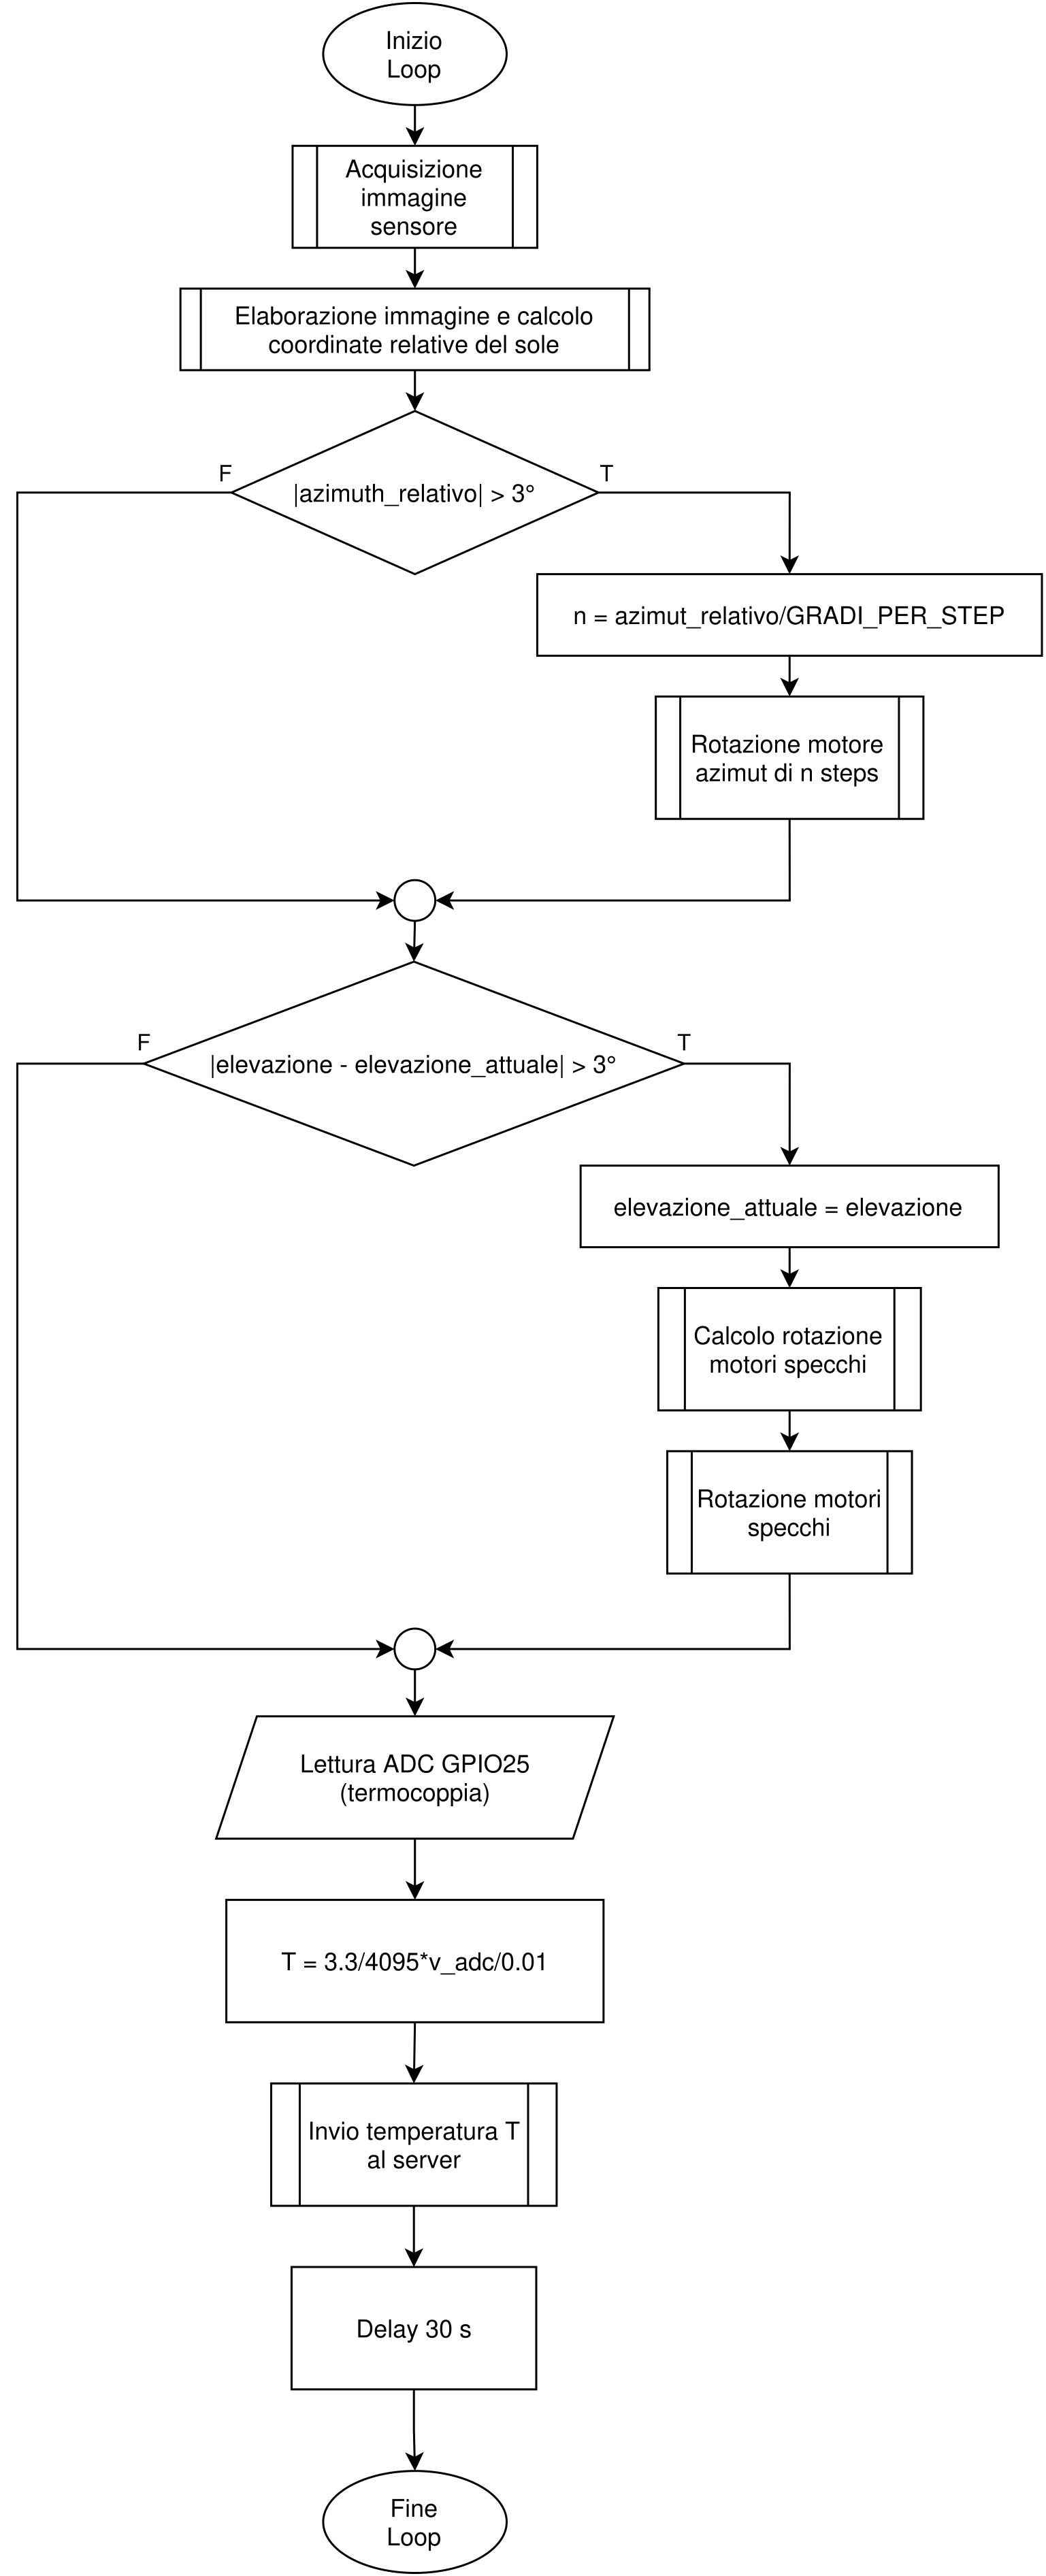 Inizio
Loop
Acquisizione
immagine
sensore
Elaborazione immagine e calcolo
coordinate relative del sole
F
T
|azimuth_relativo| > 3°
n = azimut_relativo/GRADI_PER_STEP
Rotazione motore
azimut di n steps
F
T
|elevazione - elevazione_attuale| > 3°
elevazione_attuale = elevazione
Calcolo rotazione
motori specchi
Rotazione motori
specchi
Lettura ADC GPIO25
(termocoppia)
T = 3.3/4095*v_adc/0.01
Invio temperatura T
al server
Delay 30 s
Fine
Loop